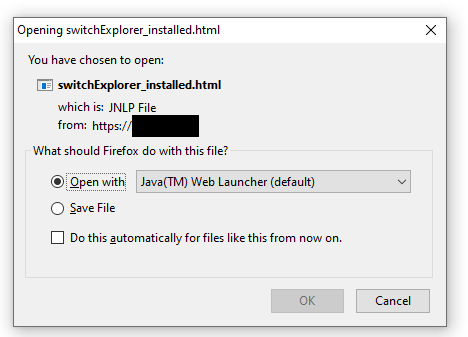 Opening switchExplorer_installed.html
You have chosen to open:
switchExplorer_installed.html
which is: JNLP File
from: https://
What should Firefox do with this file?
Open with Java(TM) Web Launcher (default)
Save File
Do this automatically for files like this from now on.
OK Cancel